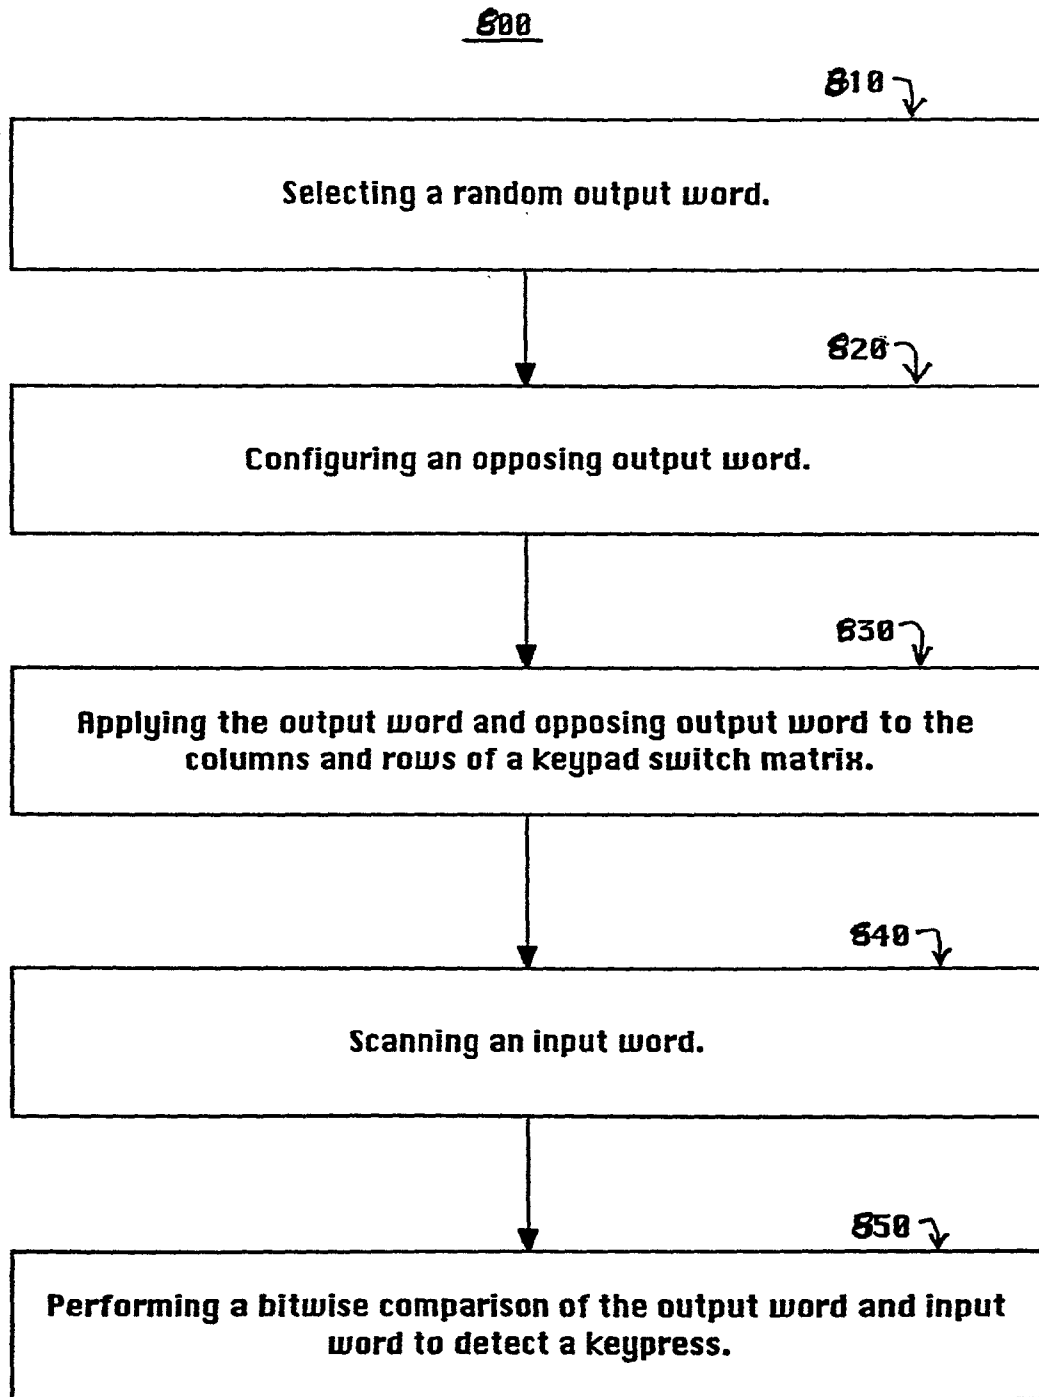 800
810
Selecting a random output word.
820
Configuring an opposing output word.
830
Applying the output word and opposing output word to the
columns and rows of a keypad switch matrix.
840
Scanning an input word.
850
Performing a bitwise comparison of the output word and input
word to detect a keypress.